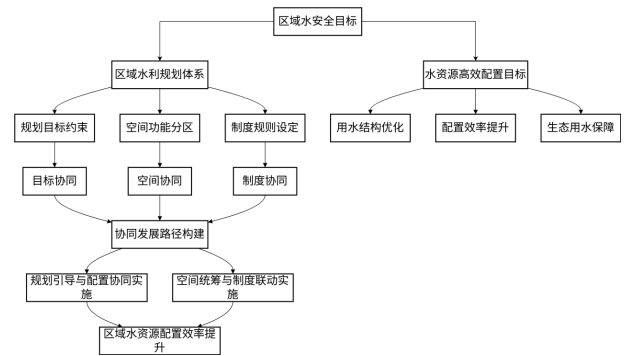 区域水安全目标
区域水利规划体系
水资源高效配置目标
规划目标约束
空间功能分区
制度规则设定
用水结构优化
配置效率提升
生态用水保障
目标协同
空间协同
制度协同
协同发展路径构建
规划引导与配置协同实
施
空间统筹与制度联动实
施
区域水资源配置效率提
升